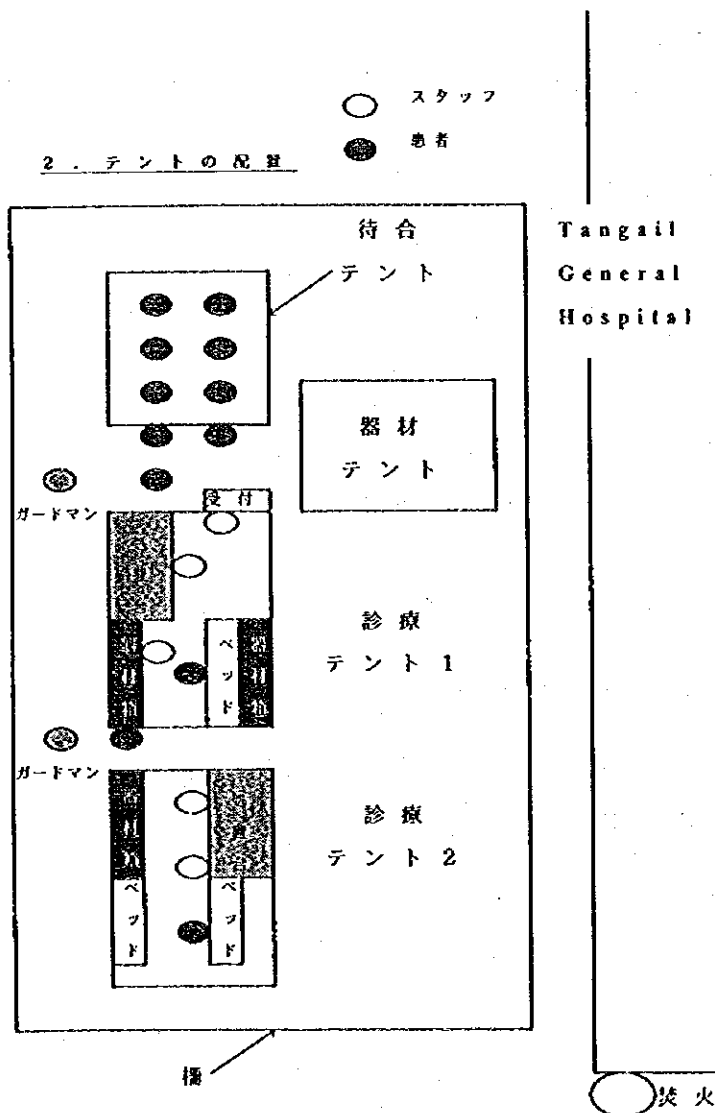 スタッフ
患者
2. テントの配置
待合
テント
Tangail
General
Hospital
器材
テント
ガードマン
受付
診療
テント1
ベッド
ガードマン
診療
テント2
ベッド
ベッド
柵
焚火